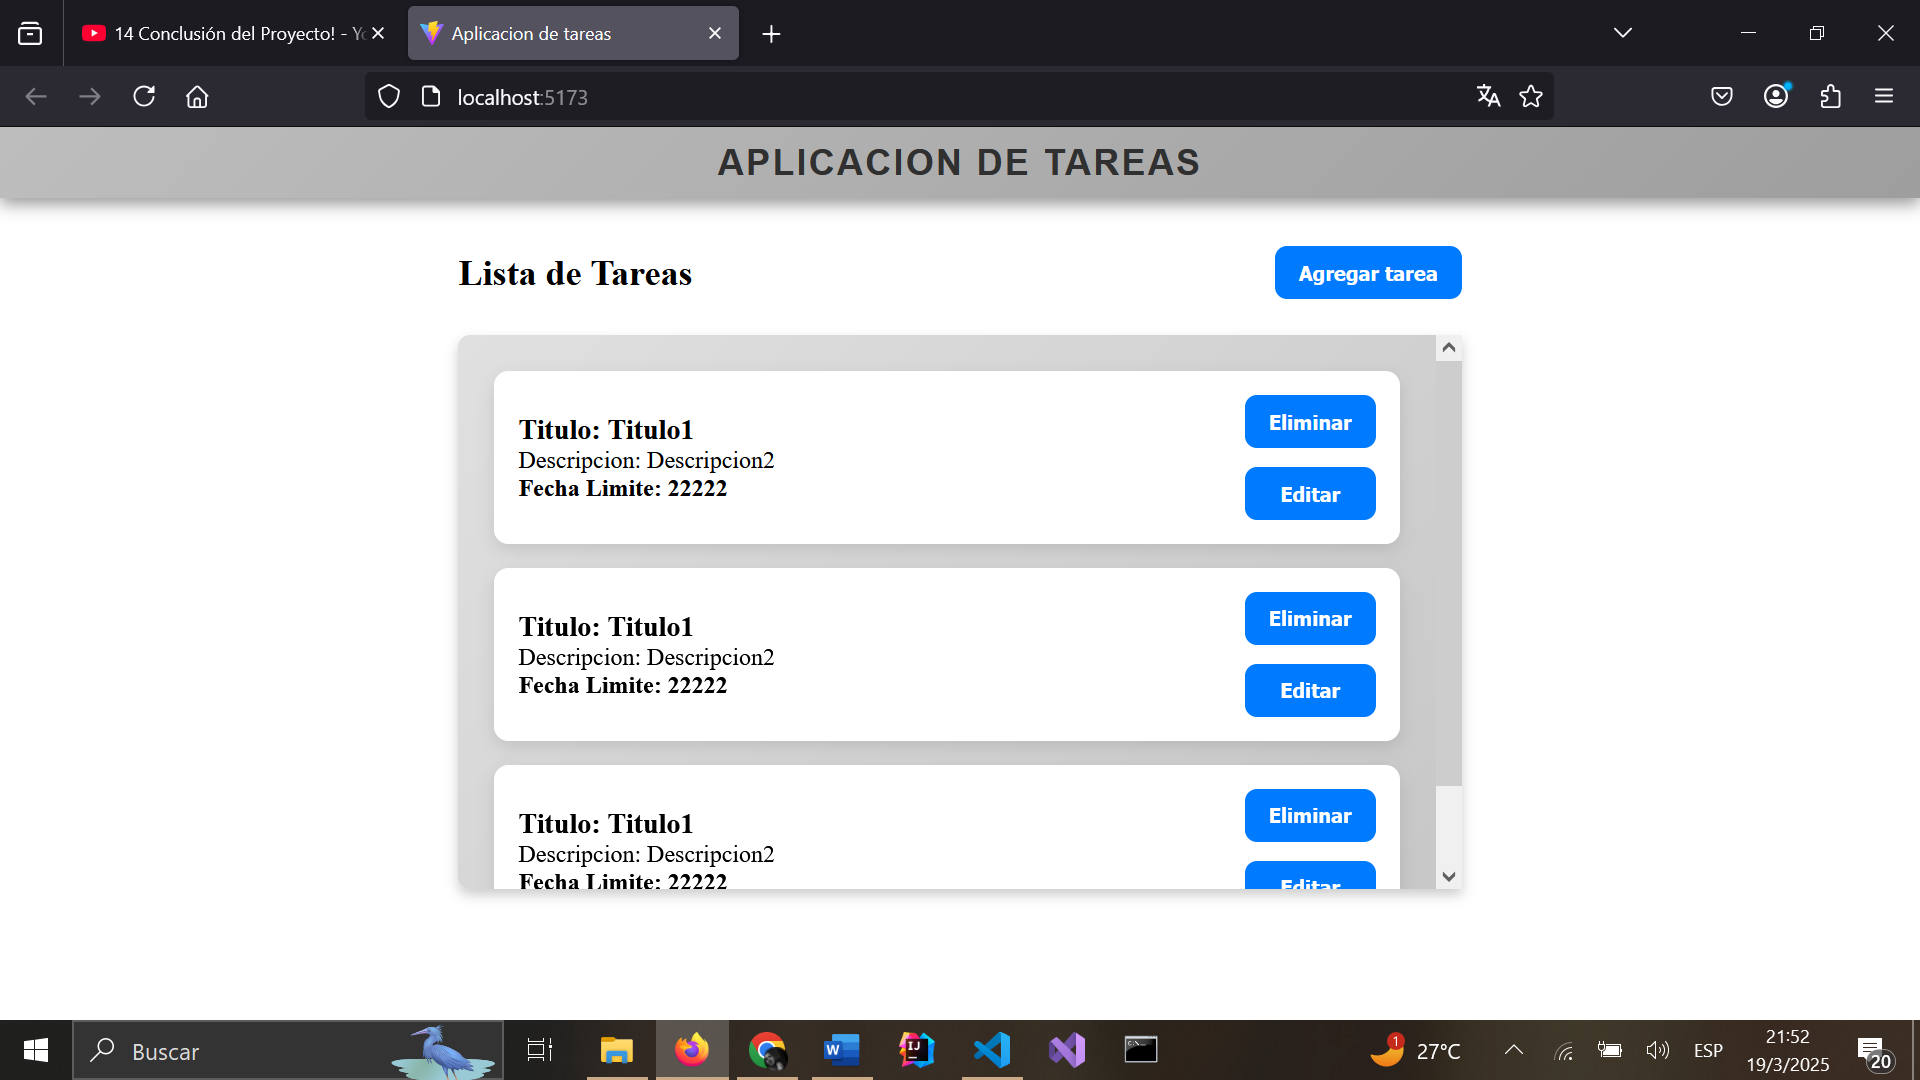 14 Conclusión del Proyecto! - Yo
Aplicacion de tareas
localhost:5173
APLICACION DE TAREAS
Lista de Tareas
Agregar tarea
Titulo: Titulo1
Descripcion: Descripcion2
Fecha Limite: 22222
Eliminar
Editar
Titulo: Titulo1
Descripcion: Descripcion2
Fecha Limite: 22222
Eliminar
Editar
Titulo: Titulo1
Descripcion: Descripcion2
Fecha Limite: 22222
Eliminar
Editar
Buscar
1
27°C
ESP
21:52
19/3/2025
20